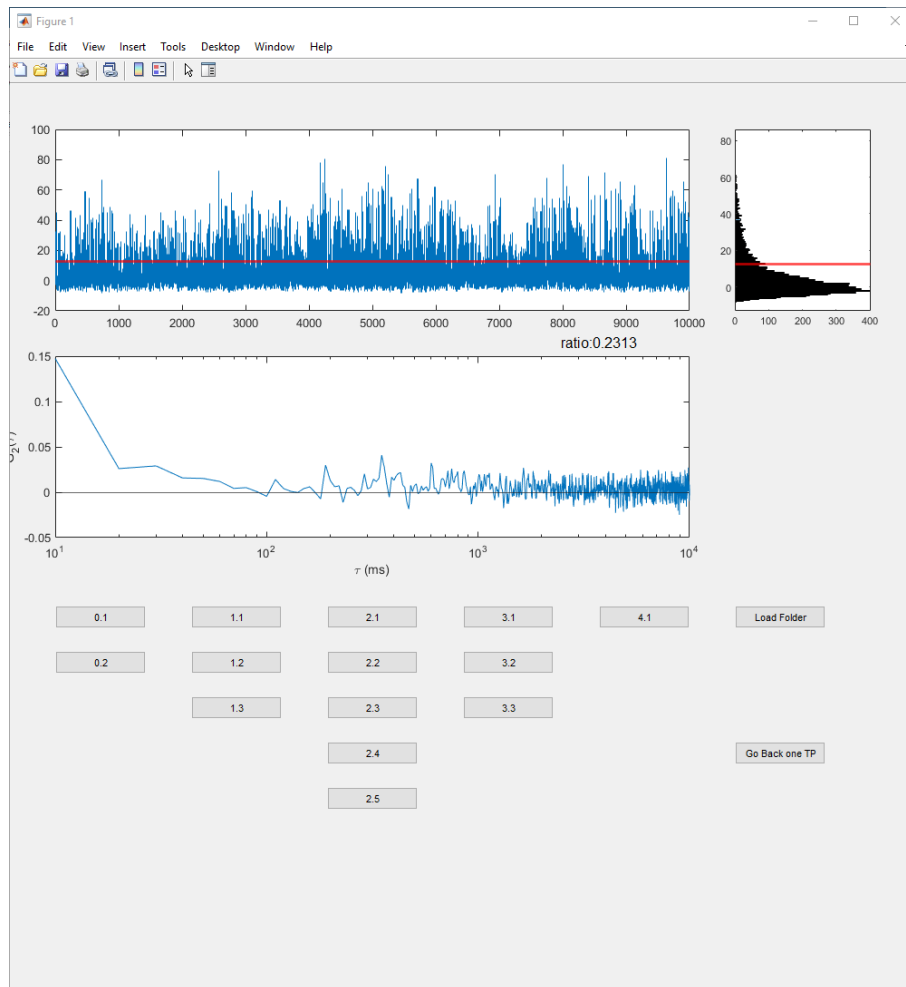 Figure 1
File Edit View Insert Tools Desktop Window Help
100
80
60
40
20
0
-20
0 1000 2000 3000 4000 5000 6000 7000 8000 9000 10000
80
60
40
20
0
0 100 200 300 400
ratio:0.2313
0.15
0.1
0.05
0
-0.05
G₂(τ)
10¹ 10² 10³ 10⁴
τ (ms)
0.1 1.1 2.1 3.1 4.1 Load Folder
0.2 1.2 2.2 3.2
1.3 2.3 3.3
2.4 Go Back one TP
2.5